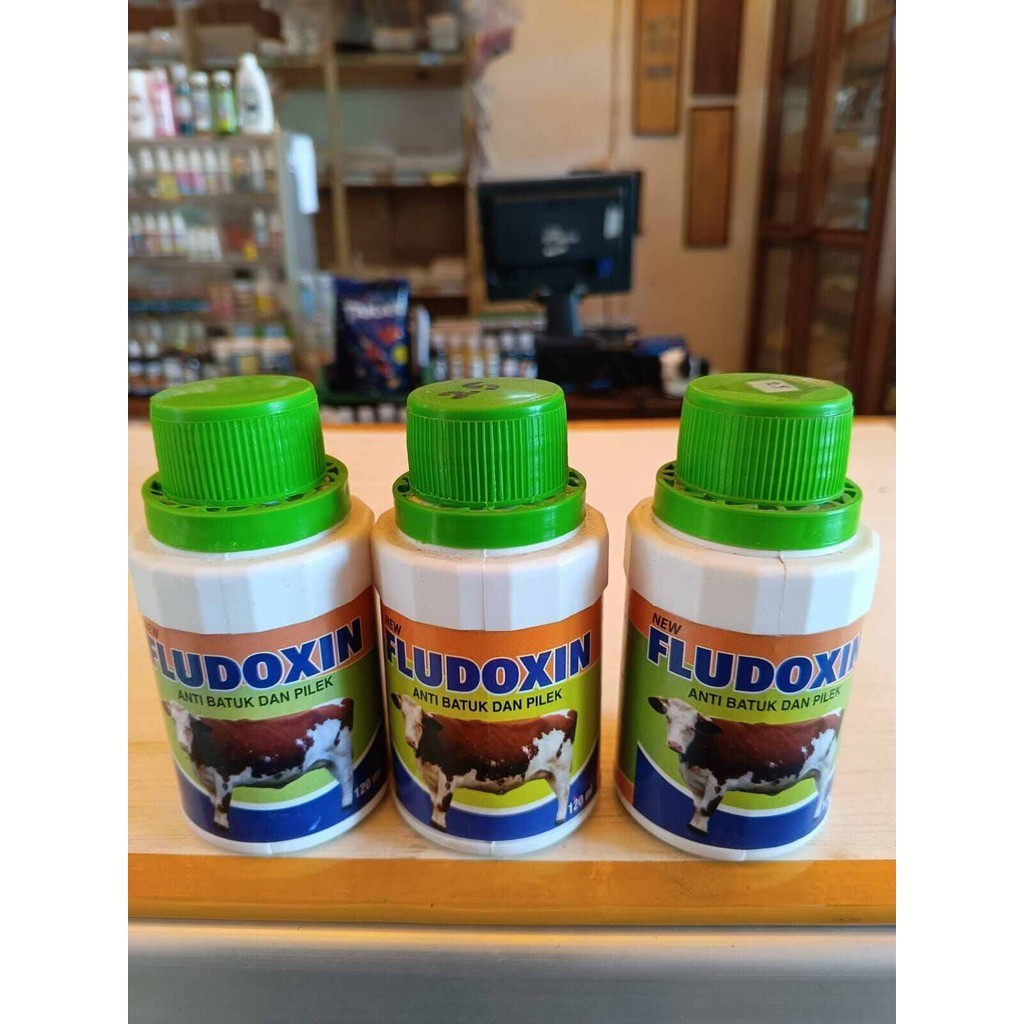 NEW
FLUDOXIN
ANTI BATUK DAN PILEK
120 ml
NEW
FLUDOXIN
ANTI BATUK DAN PILEK
120 ml
NEW
FLUDOXIN
ANTI BATUK DAN PILEK